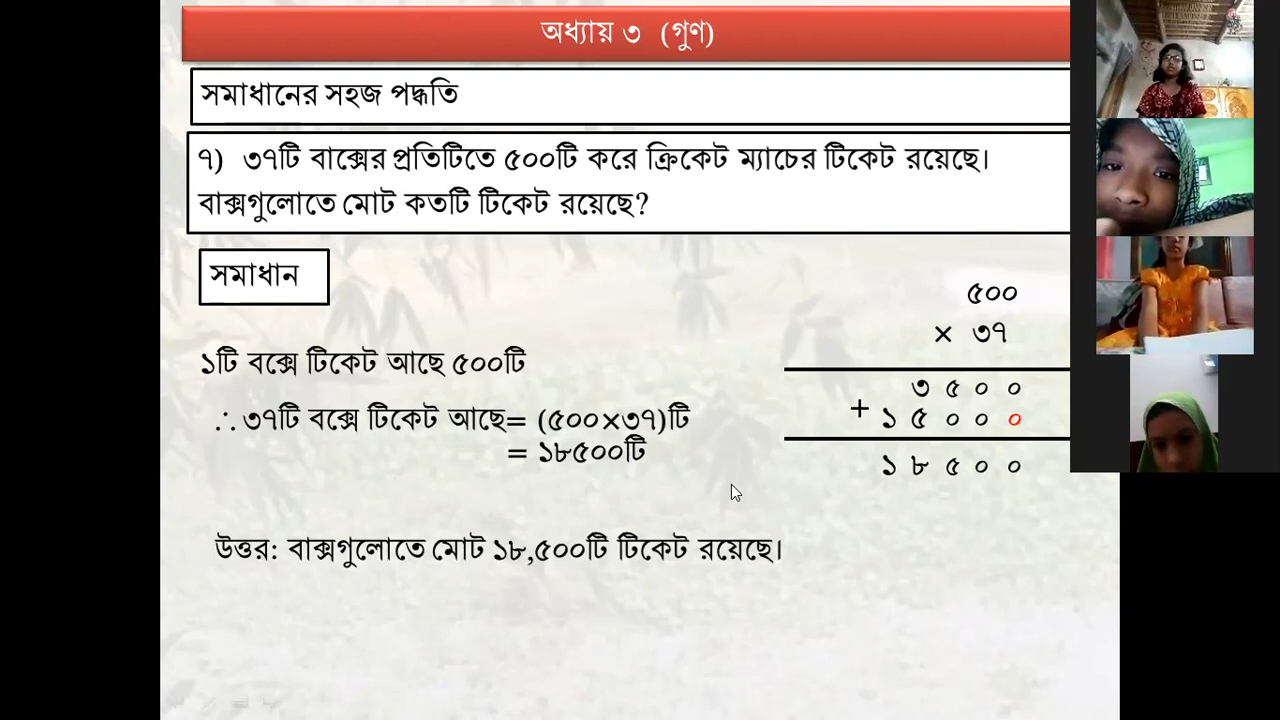 অধ্যায় ৩ (গুণ)
সমাধানের সহজ পদ্ধতি
৭) ৩৭টি বাক্সের প্রতিটিতে ৫০০টি করে ক্রিকেট ম্যাচের টিকেট রয়েছে।
বাক্সগুলোতে মোট কতটি টিকেট রয়েছে?
সমাধান
১টি বক্সে টিকেট আছে ৫০০টি
∴ ৩৭টি বক্সে টিকেট আছে= (৫০০×৩৭)টি
= ১৮৫০০টি
৫০০
× ৩৭
৩ ৫ ০ ০
+ ১ ৫ ০ ০ ০
১ ৮ ৫ ০ ০
উত্তর: বাক্সগুলোতে মোট ১৮,৫০০টি টিকেট রয়েছে।